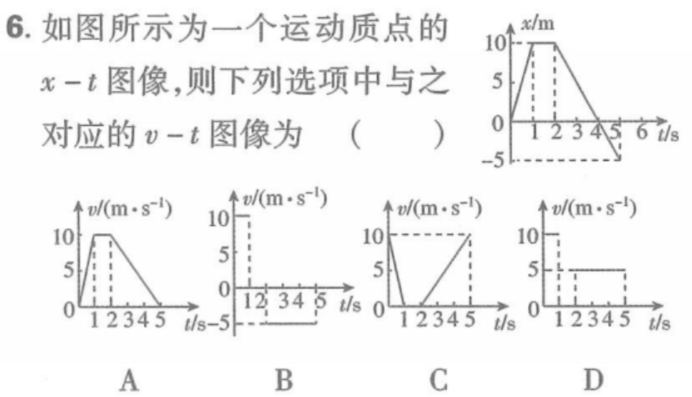 6. 如图所示为一个运动质点的
x－t 图像,则下列选项中与之
对应的 v－t 图像为 (  )
x/m
10
5
0 1 2 3 4 5 6 t/s
−5
v/(m·s⁻¹)
10
5
0 1 2 3 4 5 t/s
A
v/(m·s⁻¹)
10
5
0 1 2 3 4 5 t/s
−5
B
v/(m·s⁻¹)
10
5
0 1 2 3 4 5 t/s
C
v/(m·s⁻¹)
10
5
0 1 2 3 4 5 t/s
D